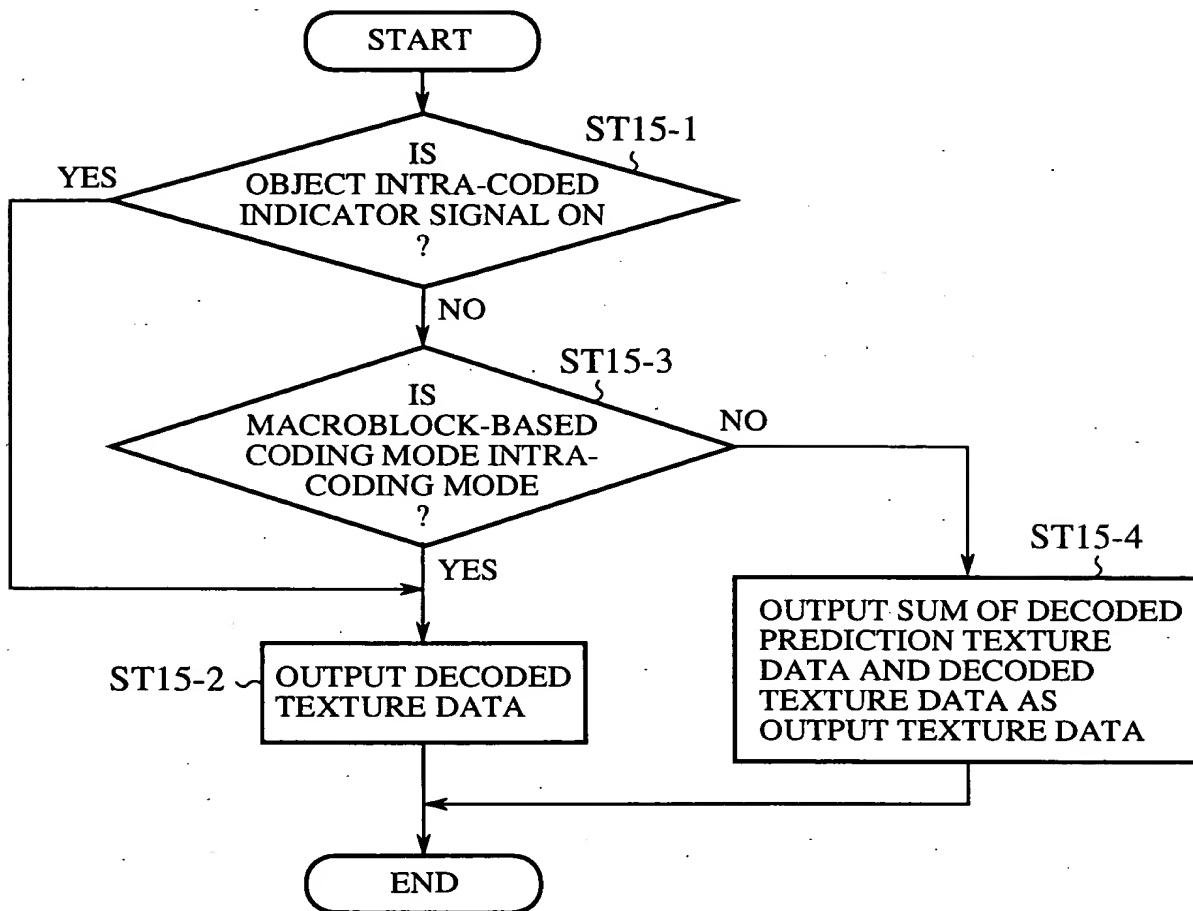 START
ST15-1
YES
IS
OBJECT INTRA-CODED
INDICATOR SIGNAL ON
?
NO
ST15-3
IS
MACROBLOCK-BASED
CODING MODE INTRA-
CODING MODE
?
NO
YES
ST15-4
OUTPUT SUM OF DECODED
PREDICTION TEXTURE
DATA AND DECODED
TEXTURE DATA AS
OUTPUT TEXTURE DATA
ST15-2
OUTPUT DECODED
TEXTURE DATA
END